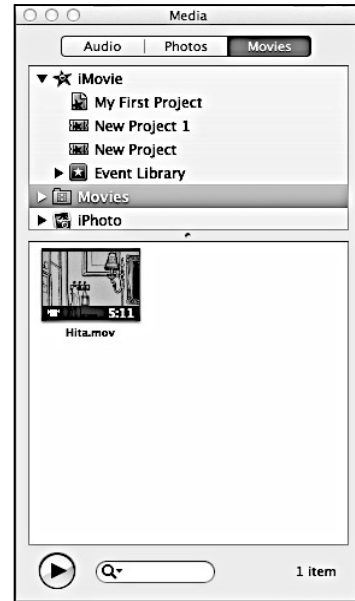 Media
Audio Photos Movies
iMovie
My First Project
New Project 1
New Project
Event Library
Movies
iPhoto
5:11
Hita.mov
1 item